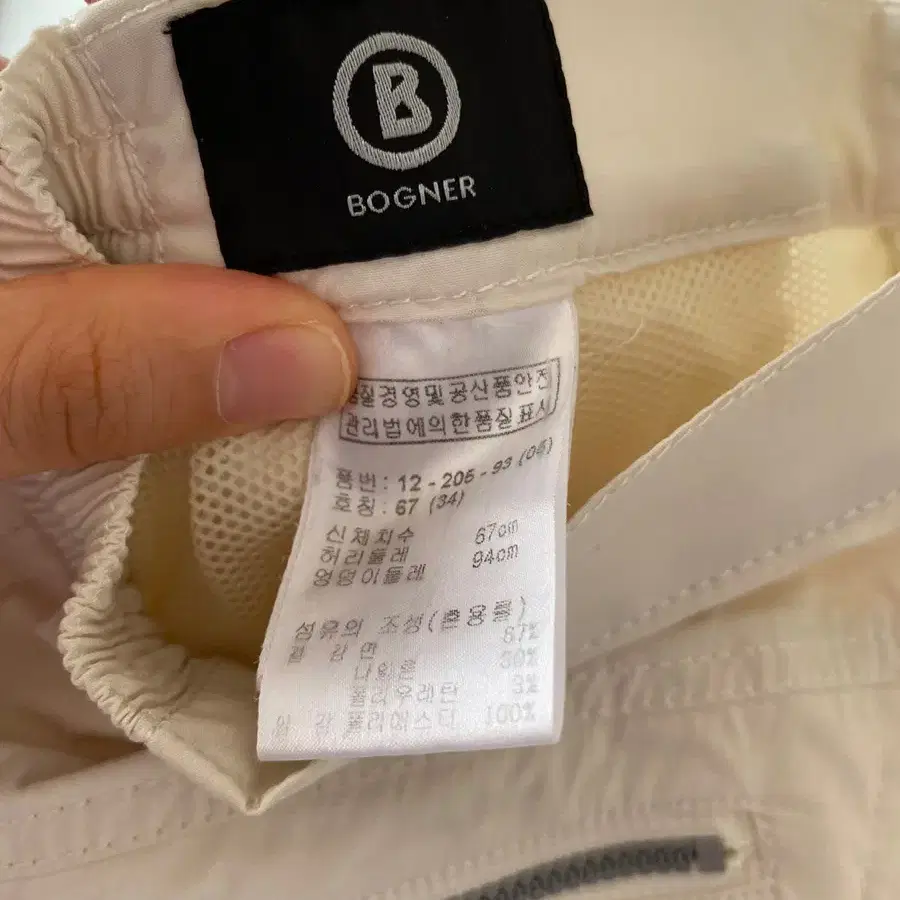 B
BOGNER
품질경영및공산품안전
관리법에의한품질표시
품번 : 12 - 205 - 93 (05)
호칭 : 67 (34)
신체치수
허리둘레 67cm
엉덩이둘레 94cm
섬유의 조성(혼용률)
겉감 면 67%
나일론 30%
폴리우레탄 3%
안감 폴리에스터 100%